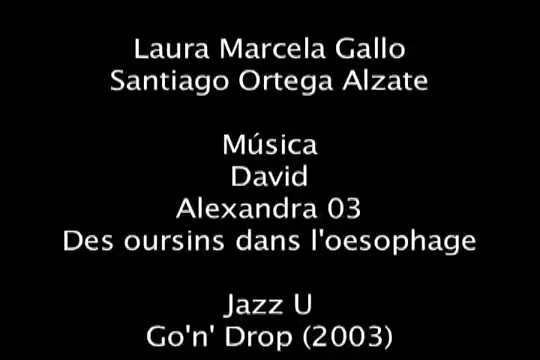 Laura Marcela Gallo
Santiago Ortega Alzate
Música
David
Alexandra 03
Des oursins dans l'oesophage
Jazz U
Go'n' Drop (2003)